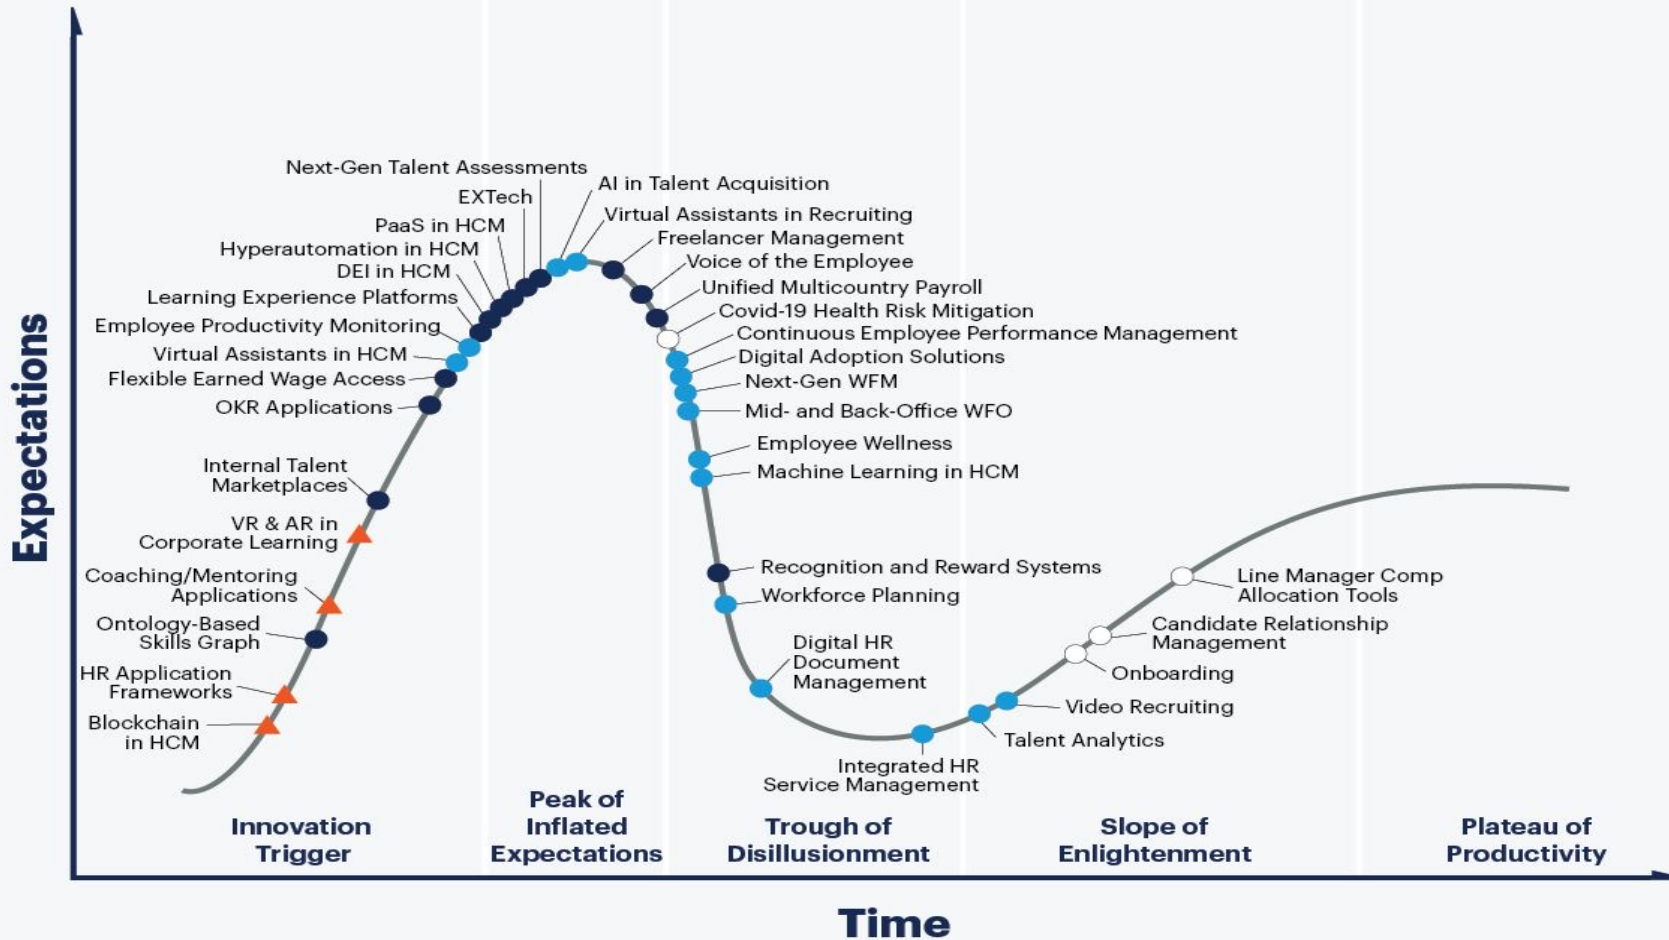 Next-Gen Talent Assessments
AI in Talent Acquisition
EXTech
Virtual Assistants in Recruiting
PaaS in HCM
Freelancer Management
Hyperautomation in HCM
Voice of the Employee
DEI in HCM
Unified Multicountry Payroll
Learning Experience Platforms
Covid-19 Health Risk Mitigation
Employee Productivity Monitoring
Continuous Employee Performance Management
Virtual Assistants in HCM
Digital Adoption Solutions
Flexible Earned Wage Access
Next-Gen WFM
OKR Applications
Mid- and Back-Office WFO
Employee Wellness
Internal Talent
Marketplaces
Machine Learning in HCM
VR & AR in
Corporate Learning
Recognition and Reward Systems
Coaching/Mentoring
Applications
Workforce Planning
Line Manager Comp
Allocation Tools
Ontology-Based
Skills Graph
Digital HR
Document
Management
Candidate Relationship
Management
HR Application
Frameworks
Onboarding
Blockchain
in HCM
Video Recruiting
Talent Analytics
Integrated HR
Service Management
Expectations
Innovation
Trigger
Peak of
Inflated
Expectations
Trough of
Disillusionment
Slope of
Enlightenment
Plateau of
Productivity
Time